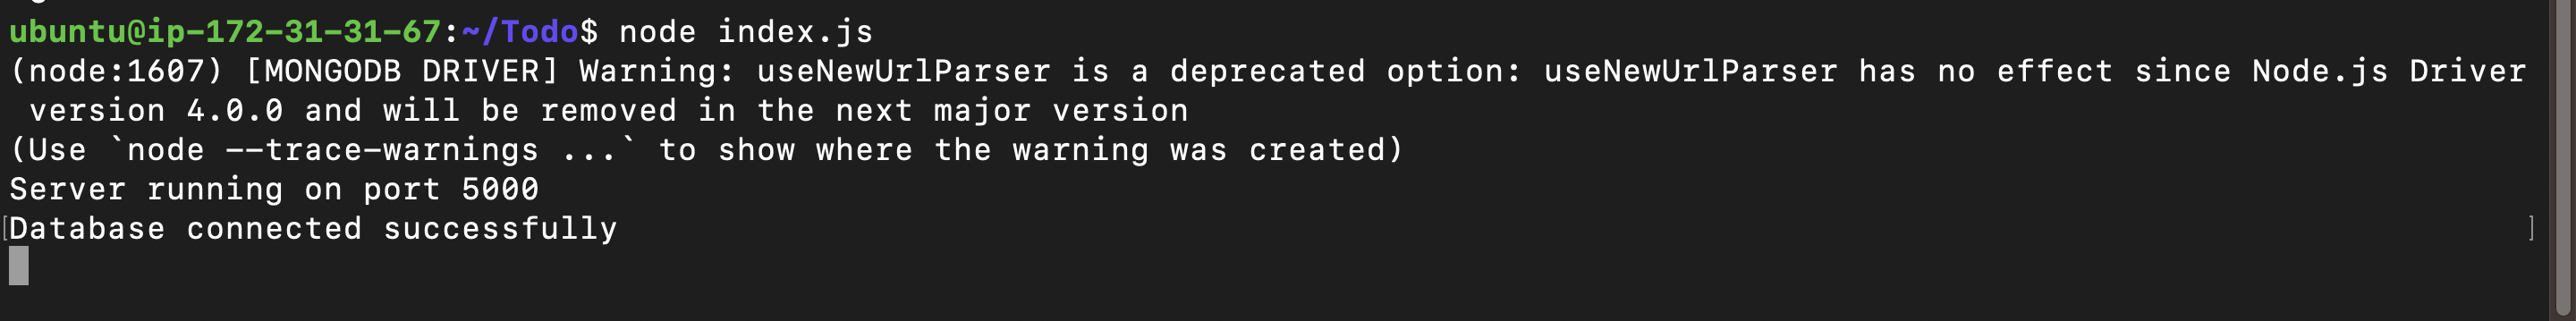 ubuntu@ip-172-31-31-67:~/Todo$ node index.js
(node:1607) [MONGODB DRIVER] Warning: useNewUrlParser is a deprecated option: useNewUrlParser has no effect since Node.js Driver
version 4.0.0 and will be removed in the next major version
(Use `node --trace-warnings ...` to show where the warning was created)
Server running on port 5000
[Database connected successfully ]